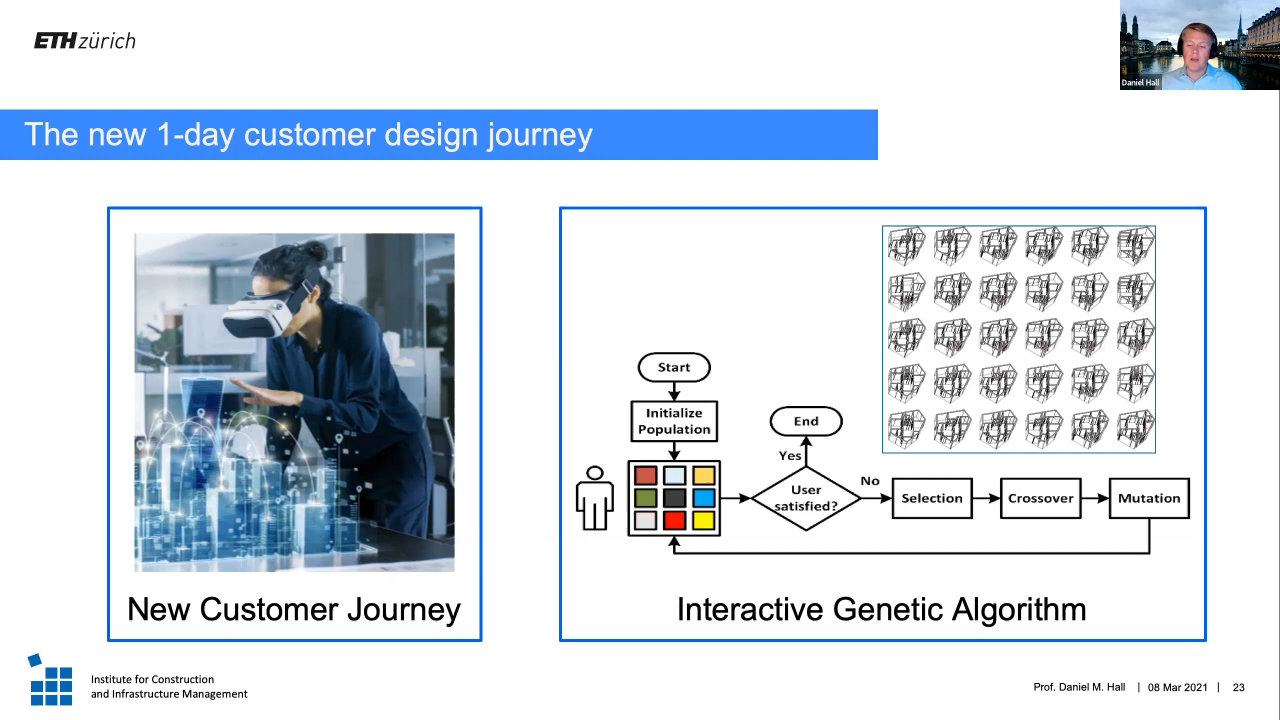 ETH zürich
Daniel Hall
The new 1-day customer design journey
Start
Initialize
Population
End
Yes
User
satisfied?
No
Selection
Crossover
Mutation
New Customer Journey
Interactive Genetic Algorithm
Institute for Construction
and Infrastructure Management
Prof. Daniel M. Hall | 08 Mar 2021 | 23